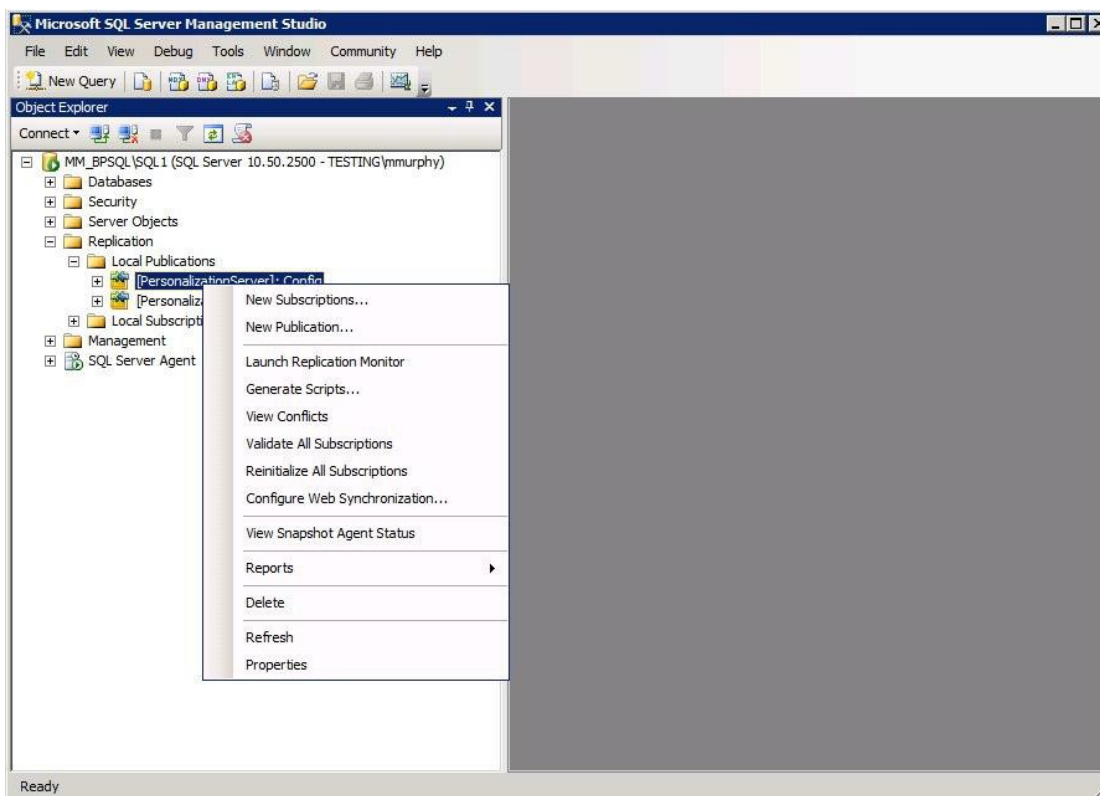 Microsoft SQL Server Management Studio
File Edit View Debug Tools Window Community Help
New Query
Object Explorer
Connect
MM_BPSQL\SQL1 (SQL Server 10.50.2500 - TESTING\mmurphy)
Databases
Security
Server Objects
Replication
Local Publications
[PersonalizationServer]: Config
[Personaliz
Local Subscripti
Management
SQL Server Agent
New Subscriptions...
New Publication...
Launch Replication Monitor
Generate Scripts...
View Conflicts
Validate All Subscriptions
Reinitialize All Subscriptions
Configure Web Synchronization...
View Snapshot Agent Status
Reports
Delete
Refresh
Properties
Ready